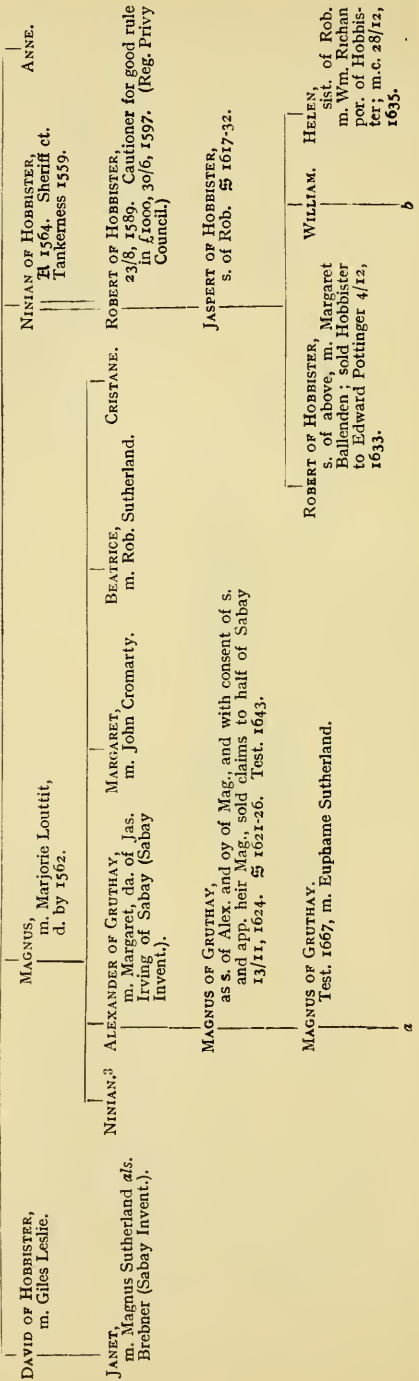 DAVID OF HOBBISTER,
m. Giles Leslie.
MAGNUS,
m. Marjorie Louttit,
d. by 1562.
NINIAN OF HOBBISTER,
1564. Sheriff ct.
Tankerness 1559.
ANNE.
JANET,
m. Magnus Sutherland als.
Brebner (Sabay Invent.).
NINIAN.³
ALEXANDER OF GRUTHAY,
m. Margaret, da. of Jas.
Irving of Sabay (Sabay
Invent.).
MARGARET,
m. John Cromarty.
BEATRICE,
m. Rob. Sutherland.
CRISTANE.
ROBERT OF HOBBISTER,
23/8, 1589. Cautioner for good rule
in £1000, 30/6, 1597. (Reg. Privy
Council.)
MAGNUS OF GRUTHAY,
as s. of Alex. and oy of Mag., and with consent of s.
and app. heir Mag., sold claims to half of Sabay
13/11, 1624. 1621-26. Test. 1643.
JASPERT OF HOBBISTER,
s. of Rob. 1617-32.
MAGNUS OF GRUTHAY.
Test. 1667, m. Euphame Sutherland.
ROBERT OF HOBBISTER,
s. of above, m. Margaret
Ballenden; sold Hobbister
to Edward Pottinger 4/12,
1633.
WILLIAM.
HELEN,
sist. of Rob.
m. Wm. Richan
por. of Hobbis-
ter; m.c. 28/12,
1635.
a
b